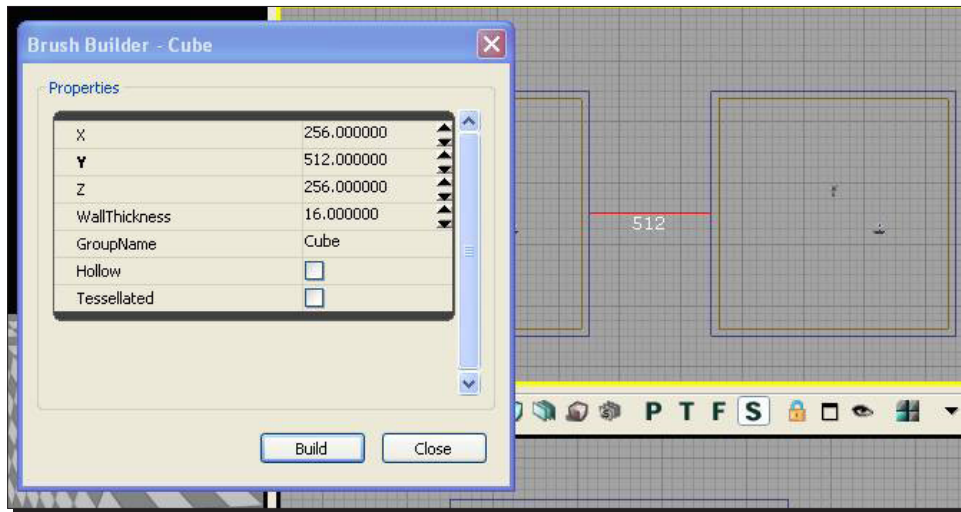 Brush Builder - Cube
Properties
X 256.000000
Y 512.000000
Z 256.000000
WallThickness 16.000000
GroupName Cube
Hollow
Tessellated
Build Close
512
P T F S